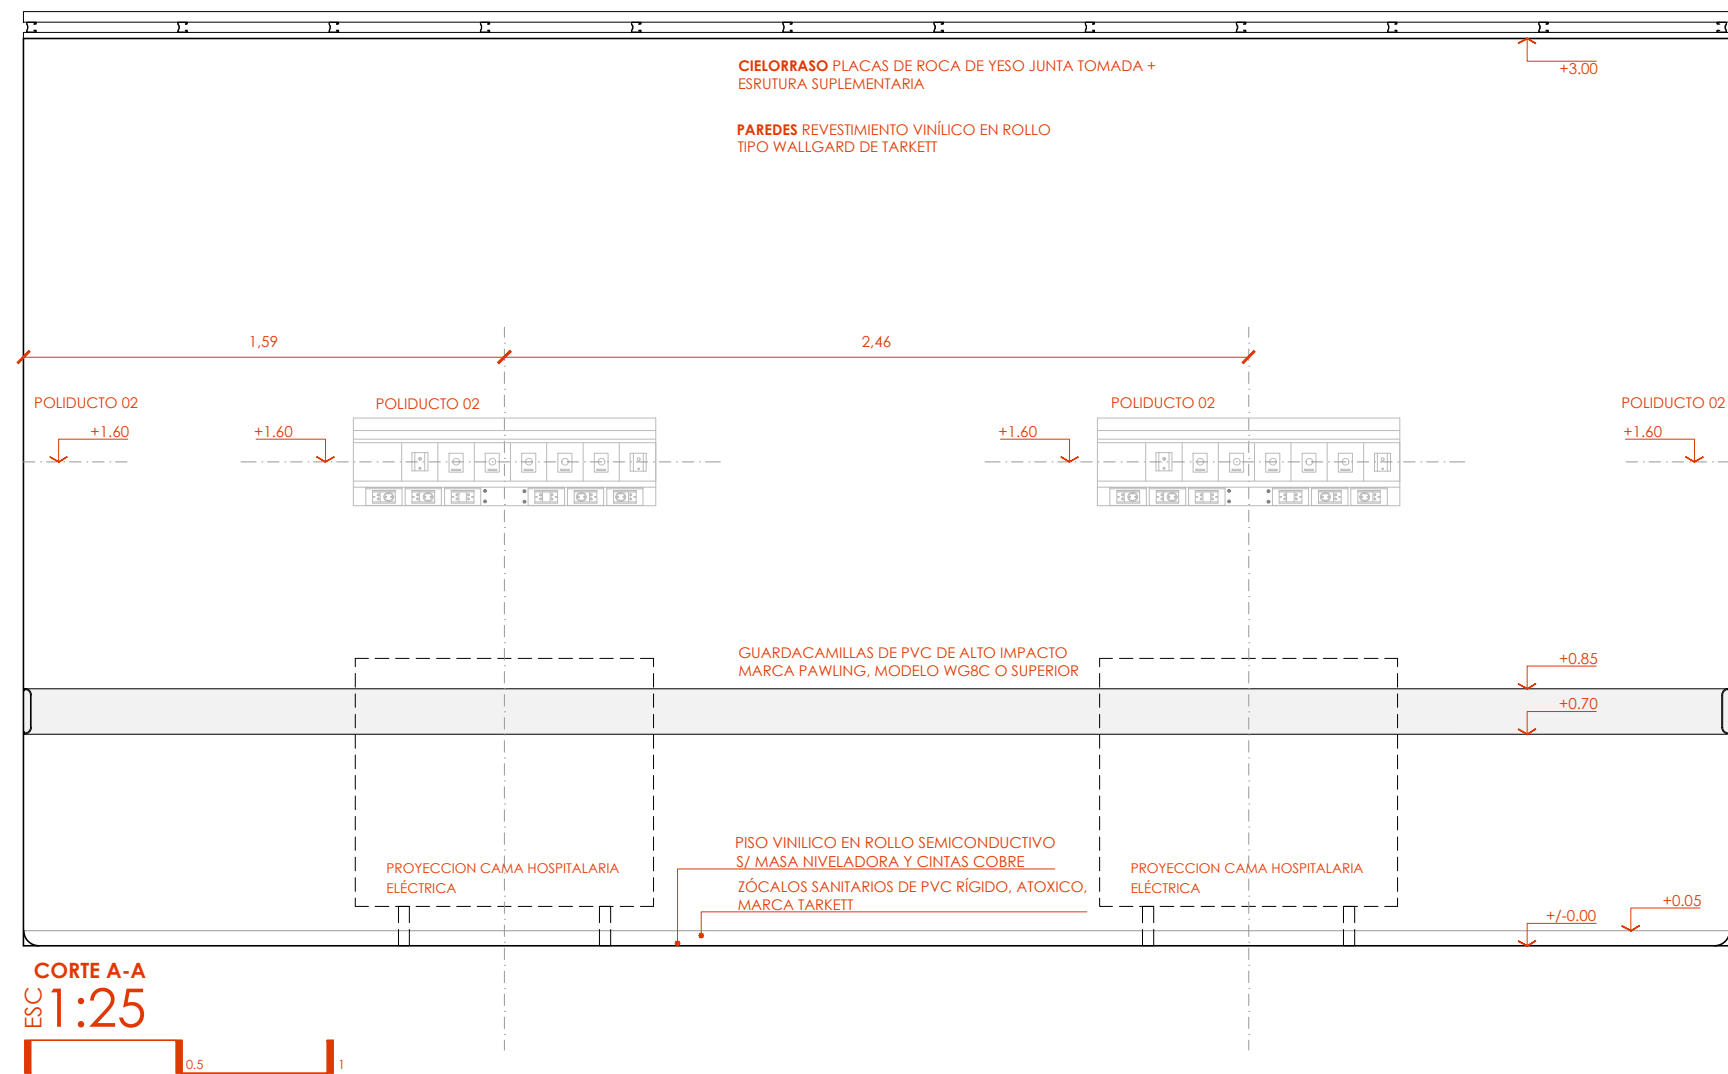 CIELORRASO PLACAS DE ROCA DE YESO JUNTA TOMADA +
ESRUTURA SUPLEMENTARIA
+3.00
PAREDES REVESTIMIENTO VINÍLICO EN ROLLO
TIPO WALLGARD DE TARKETT
1,59
2,46
POLIDUCTO 02
POLIDUCTO 02
POLIDUCTO 02
POLIDUCTO 02
+1.60
+1.60
+1.60
+1.60
GUARDACAMILLAS DE PVC DE ALTO IMPACTO
MARCA PAWLING, MODELO WG8C O SUPERIOR
+0.85
+0.70
PISO VINILICO EN ROLLO SEMICONDUCTIVO
S/ MASA NIVELADORA Y CINTAS COBRE
PROYECCION CAMA HOSPITALARIA
ELÉCTRICA
ZÓCALOS SANITARIOS DE PVC RÍGIDO, ATOXICO,
MARCA TARKETT
PROYECCION CAMA HOSPITALARIA
ELÉCTRICA
+/-0.00
+0.05
CORTE A-A
ESC 1:25
0.5
1